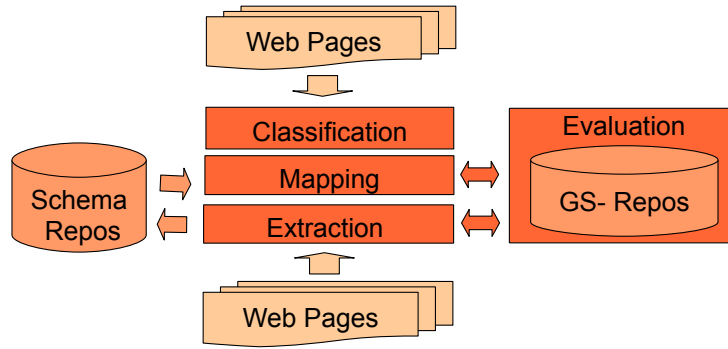 Web Pages
Classification
Evaluation
Mapping
Schema
Repos
GS- Repos
Extraction
Web Pages